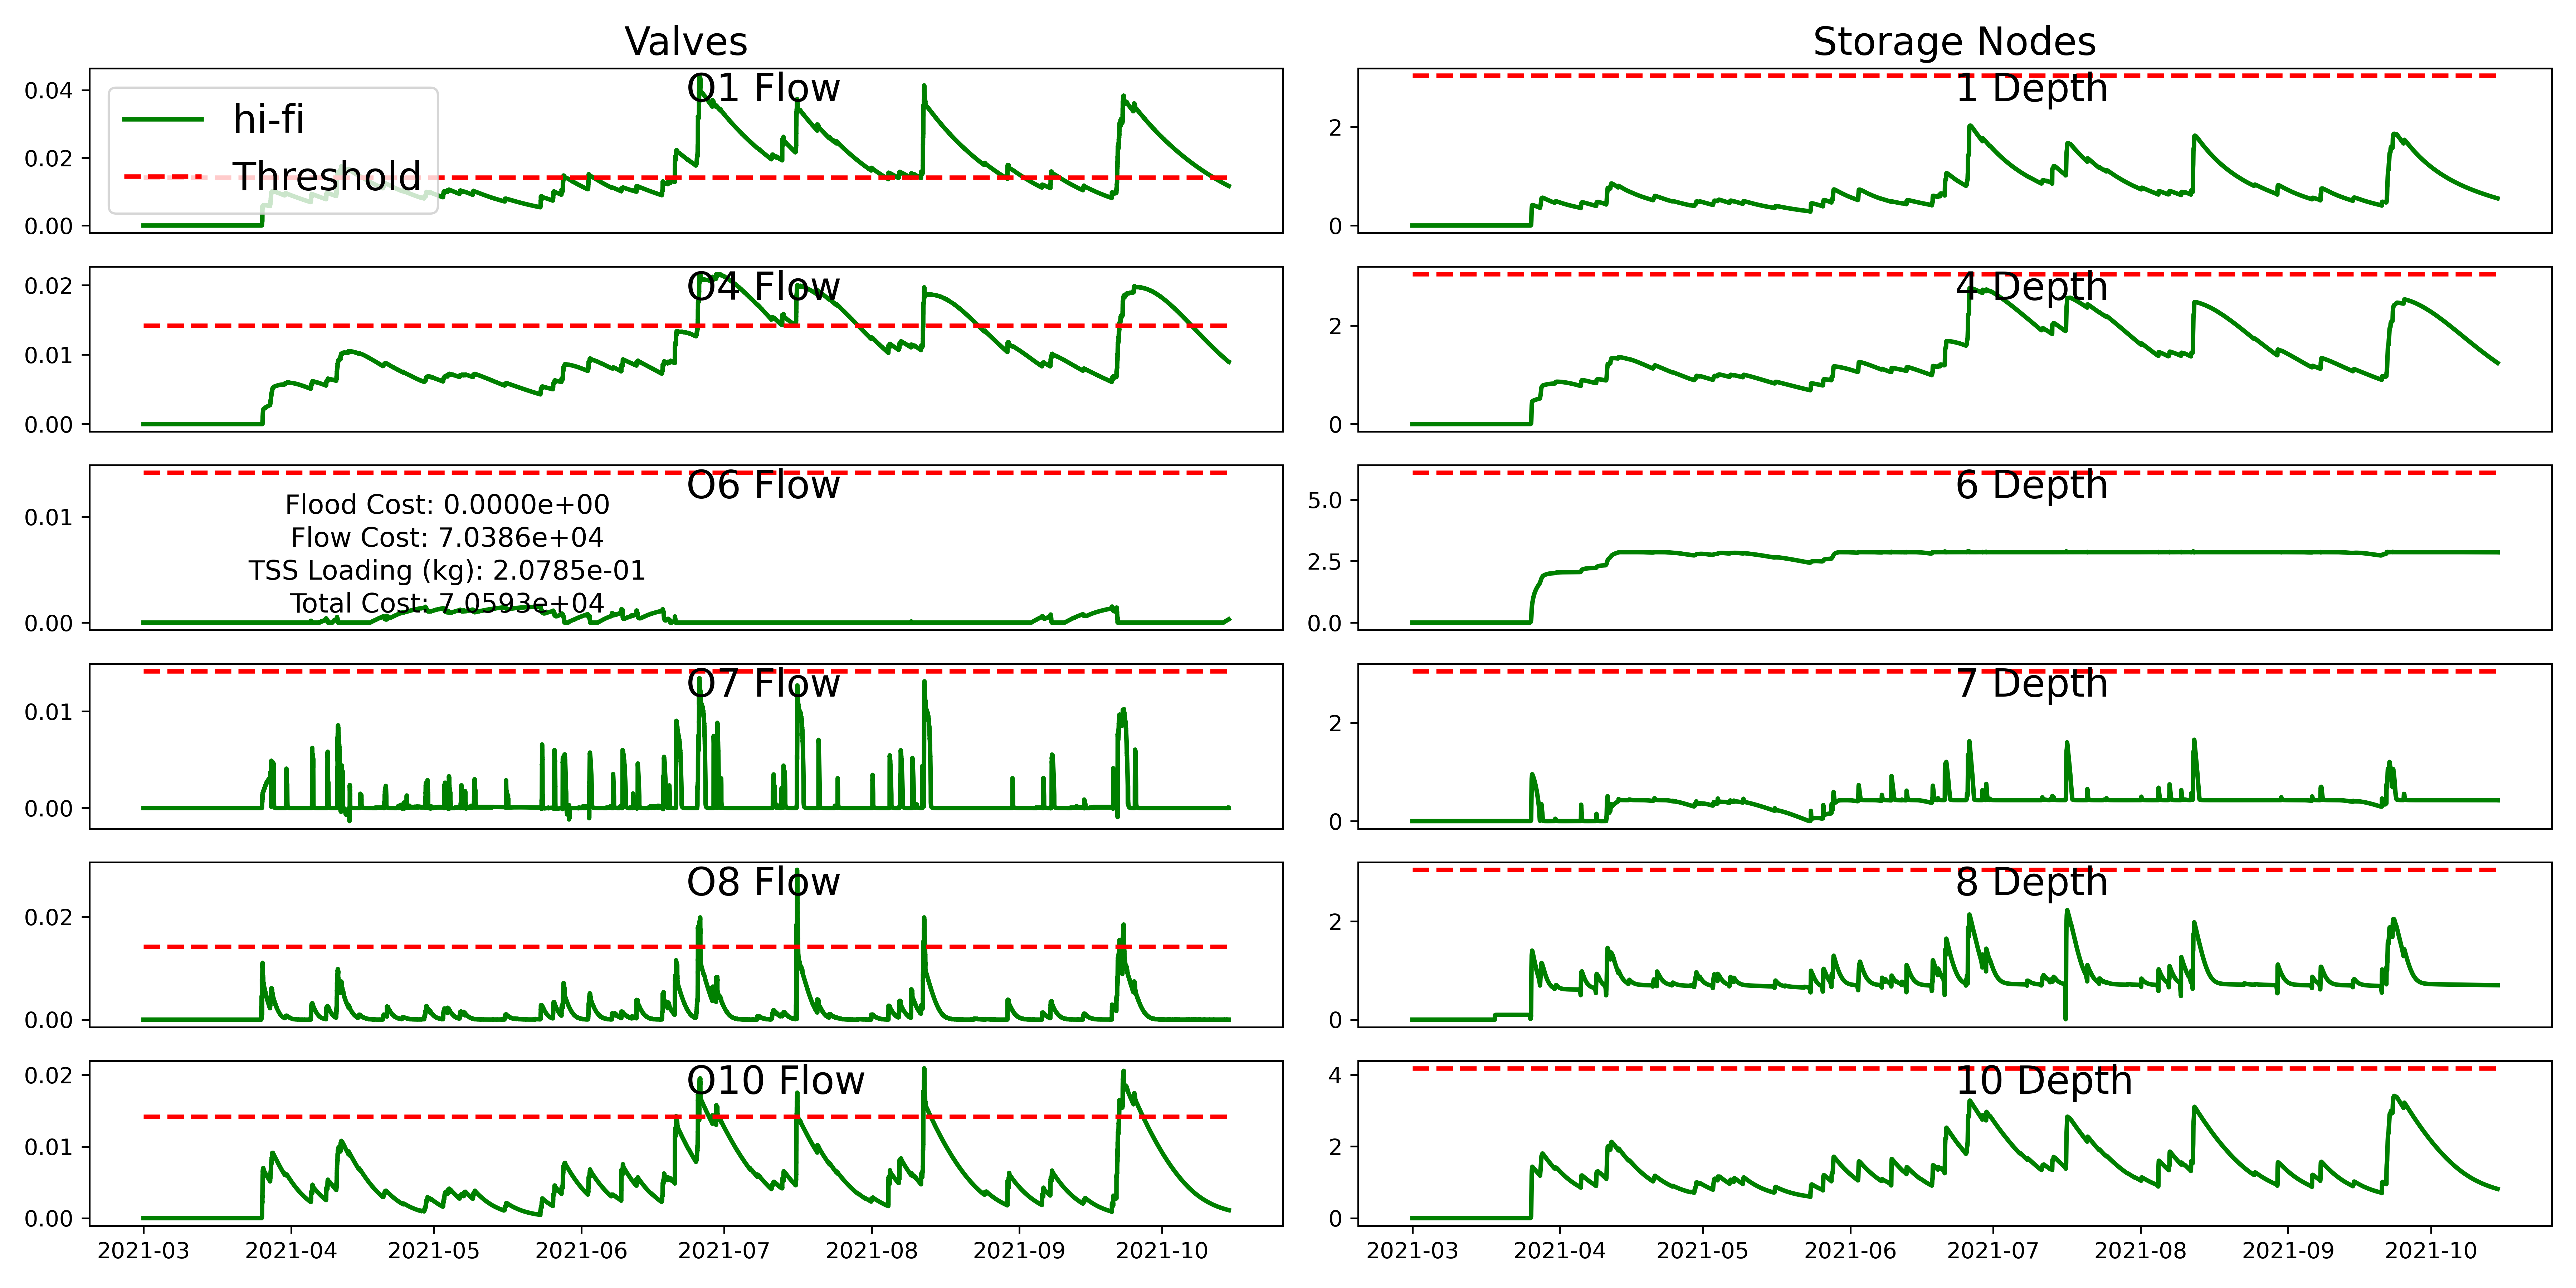 Valves
Storage Nodes
O1 Flow
hi-fi
Threshold
0.04
0.02
0.00
1 Depth
2
0
O4 Flow
0.02
0.01
0.00
4 Depth
2
0
O6 Flow
0.01
0.00
Flood Cost: 0.0000e+00
Flow Cost: 7.0386e+04
TSS Loading (kg): 2.0785e-01
Total Cost: 7.0593e+04
6 Depth
5.0
2.5
0.0
O7 Flow
0.01
0.00
7 Depth
2
0
O8 Flow
0.02
0.00
8 Depth
2
0
O10 Flow
0.02
0.01
0.00
10 Depth
4
2
0
2021-03 2021-04 2021-05 2021-06 2021-07 2021-08 2021-09 2021-10
2021-03 2021-04 2021-05 2021-06 2021-07 2021-08 2021-09 2021-10